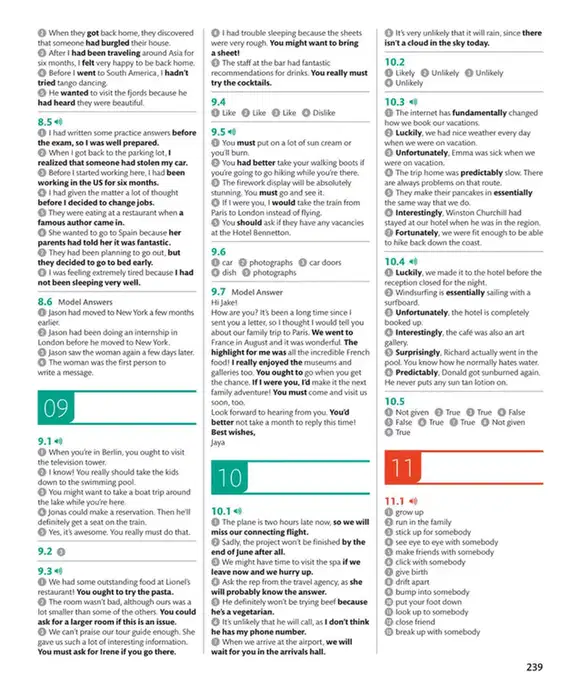 ② When they got back home, they discovered
that someone had burgled their house.
③ After I had been traveling around Asia for
six months, I felt very happy to be back home.
④ Before I went to South America, I hadn't
tried tango dancing.
⑤ He wanted to visit the fjords because he
had heard they were beautiful.
8.5
① I had written some practice answers before
the exam, so I was well prepared.
② When I got back to the parking lot, I
realized that someone had stolen my car.
③ Before I started working here, I had been
working in the US for six months.
④ I had given the matter a lot of thought
before I decided to change jobs.
⑤ They were eating at a restaurant when a
famous author came in.
⑥ She wanted to go to Spain because her
parents had told her it was fantastic.
⑦ They had been planning to go out, but
they decided to go to bed early.
⑧ I was feeling extremely tired because I had
not been sleeping very well.
8.6 Model Answers
① Jason had moved to New York a few months
earlier.
② Jason had been doing an internship in
London before he moved to New York.
③ Jason saw the woman again a few days later.
④ The woman was the first person to
write a message.
09
9.1
① When you're in Berlin, you ought to visit
the television tower.
② I know! You really should take the kids
down to the swimming pool.
③ You might want to take a boat trip around
the lake while you're here.
④ Jonas could make a reservation. Then he'll
definitely get a seat on the train.
⑤ Yes, it's awesome. You really must do that.
9.2 ③
9.3
① We had some outstanding food at Lionel's
restaurant! You ought to try the pasta.
② The room wasn't bad, although ours was a
lot smaller than some of the others. You could
ask for a larger room if this is an issue.
③ We can't praise our tour guide enough. She
gave us such a lot of interesting information.
You must ask for Irene if you go there.
④ I had trouble sleeping because the sheets
were very rough. You might want to bring
a sheet!
⑤ The staff at the bar had fantastic
recommendations for drinks. You really must
try the cocktails.
9.4
① Like ② Like ③ Like ④ Dislike
9.5
① You must put on a lot of sun cream or
you'll burn.
② You had better take your walking boots if
you're going to go hiking while you're there.
③ The firework display will be absolutely
stunning. You must go and see it.
④ If I were you, I would take the train from
Paris to London instead of flying.
⑤ You should ask if they have any vacancies
at the Hotel Bennetton.
9.6
① car ② photographs ③ car doors
④ dish ⑤ photographs
9.7 Model Answer
Hi Jake!
How are you? It's been a long time since I
sent you a letter, so I thought I would tell you
about our family trip to Paris. We went to
France in August and it was wonderful. The
highlight for me was all the incredible French
food! I really enjoyed the museums and
galleries too. You ought to go when you get
the chance. If I were you, I'd make it the next
family adventure! You must come and visit us
soon, too.
Look forward to hearing from you. You'd
better not take a month to reply this time!
Best wishes,
Jaya
10
10.1
① The plane is two hours late now, so we will
miss our connecting flight.
② Sadly, the project won't be finished by the
end of June after all.
③ We might have time to visit the spa if we
leave now and we hurry up.
④ Ask the rep from the travel agency, as she
will probably know the answer.
⑤ He definitely won't be trying beef because
he's a vegetarian.
⑥ It's unlikely that he will call, as I don't think
he has my phone number.
⑦ When we arrive at the airport, we will
wait for you in the arrivals hall.
⑧ It's very unlikely that it will rain, since there
isn't a cloud in the sky today.
10.2
① Likely ② Unlikely ③ Unlikely
④ Unlikely
10.3
① The internet has fundamentally changed
how we book our vacations.
② Luckily, we had nice weather every day
when we were on vacation.
③ Unfortunately, Emma was sick when we
were on vacation.
④ The trip home was predictably slow. There
are always problems on that route.
⑤ They make their pancakes in essentially
the same way that we do.
⑥ Interestingly, Winston Churchill had
stayed at our hotel when he was in the region.
⑦ Fortunately, we were fit enough to be able
to hike back down the coast.
10.4
① Luckily, we made it to the hotel before the
reception closed for the night.
② Windsurfing is essentially sailing with a
surfboard.
③ Unfortunately, the hotel is completely
booked up.
④ Interestingly, the café was also an art
gallery.
⑤ Surprisingly, Richard actually went in the
pool. You know how he normally hates water.
⑥ Predictably, Donald got sunburned again.
He never puts any sun tan lotion on.
10.5
① Not given ② True ③ True ④ False
⑤ False ⑥ True ⑦ True ⑧ Not given
⑨ True
11
11.1
① grow up
② run in the family
③ stick up for somebody
④ see eye to eye with somebody
⑤ make friends with somebody
⑥ click with somebody
⑦ give birth
⑧ drift apart
⑨ bump into somebody
⑩ put your foot down
⑪ look up to somebody
⑫ close friend
⑬ break up with somebody
239